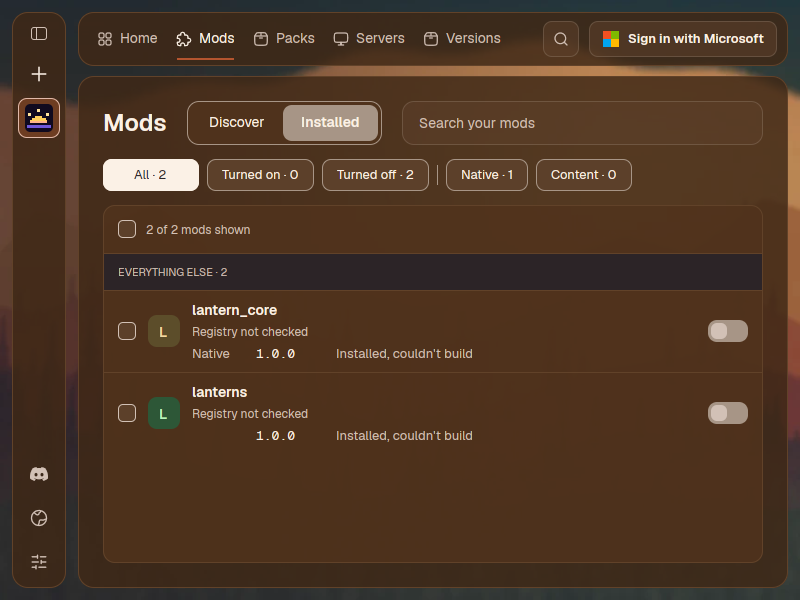 Home Mods Packs Servers Versions Sign in with Microsoft
Mods Discover Installed Search your mods
All · 2 Turned on · 0 Turned off · 2 Native · 1 Content · 0
2 of 2 mods shown
EVERYTHING ELSE · 2
L lantern_core
Registry not checked
Native 1.0.0 Installed, couldn't build
L lanterns
Registry not checked
1.0.0 Installed, couldn't build